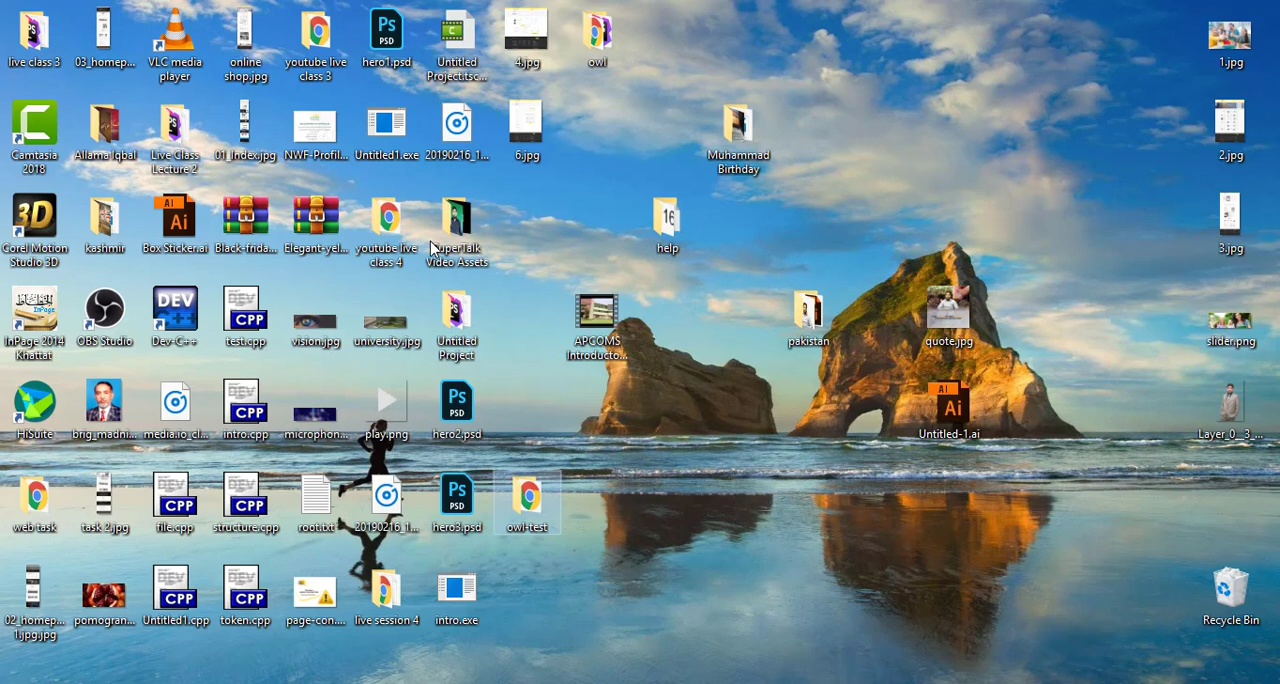 live class 3
03_homep...
VLC media
player
online
shop.jpg
youtube live
class 3
hero1.psd
Untitled
Project.tsc...
4.jpg
owl
1.jpg
Camtasia
2018
Allama Iqbal
Live Class
Lecture 2
01_Index.jpg
NWF-Profil...
Untitled1.exe
20190216_1...
6.jpg
Muhammad
Birthday
2.jpg
Corel Motion
Studio 3D
kashmir
Box Sticker.ai
Black-frida...
Elegant-yel...
youtube live
class 4
SuperTalk
Video Assets
help
3.jpg
InPage 2014
Khattat
OBS Studio
Dev-C++
test.cpp
vision.jpg
university.jpg
Untitled
Project
APCOMS
Introducto...
pakistan
quote.jpg
slider.png
HiSuite
brig_madni...
media.io_cl...
intro.cpp
microphon...
play.png
hero2.psd
Untitled-1.ai
Layer_0__3_...
web task
task 2.jpg
file.cpp
structure.cpp
root.txt
20190216_1...
hero3.psd
owl-test
02_homep...
1.jpg.jpg
pomogran...
Untitled1.cpp
token.cpp
page-con....
live session 4
intro.exe
Recycle Bin